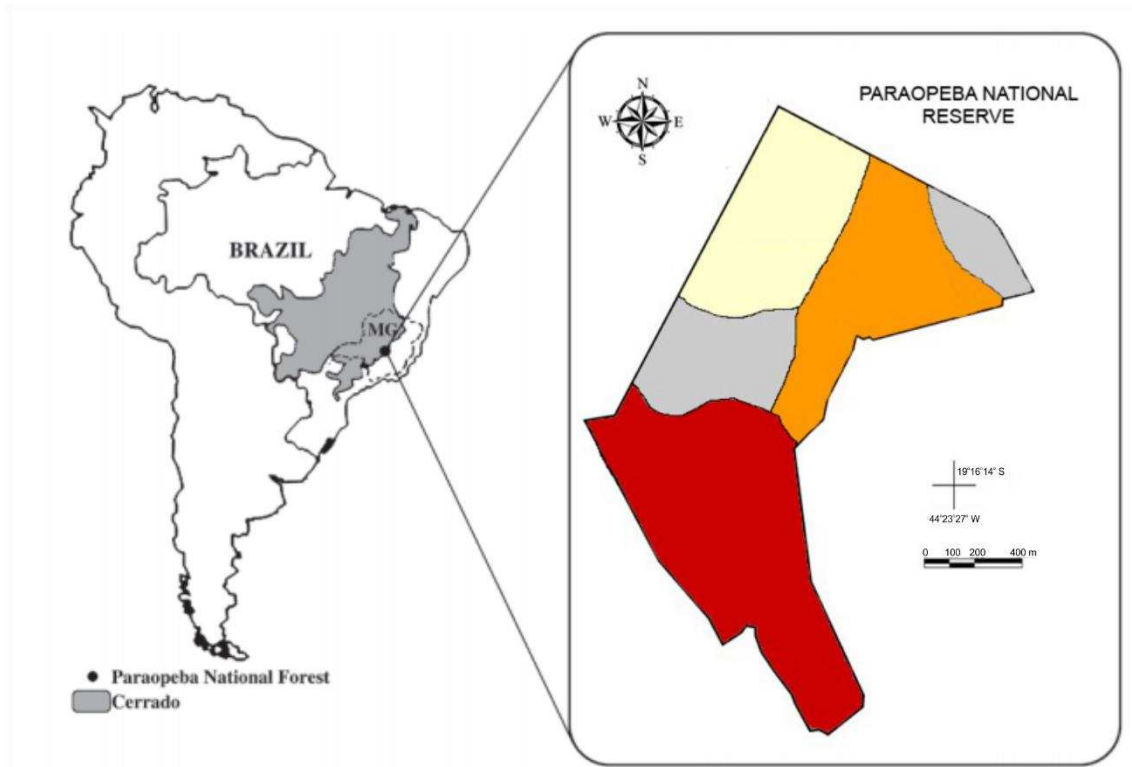 BRAZIL
MG
Paraopeba National Forest
Cerrado
N
W E
S
PARAOPEBA NATIONAL
RESERVE
19°16'14" S
44°23'27" W
0 100 200 400 m